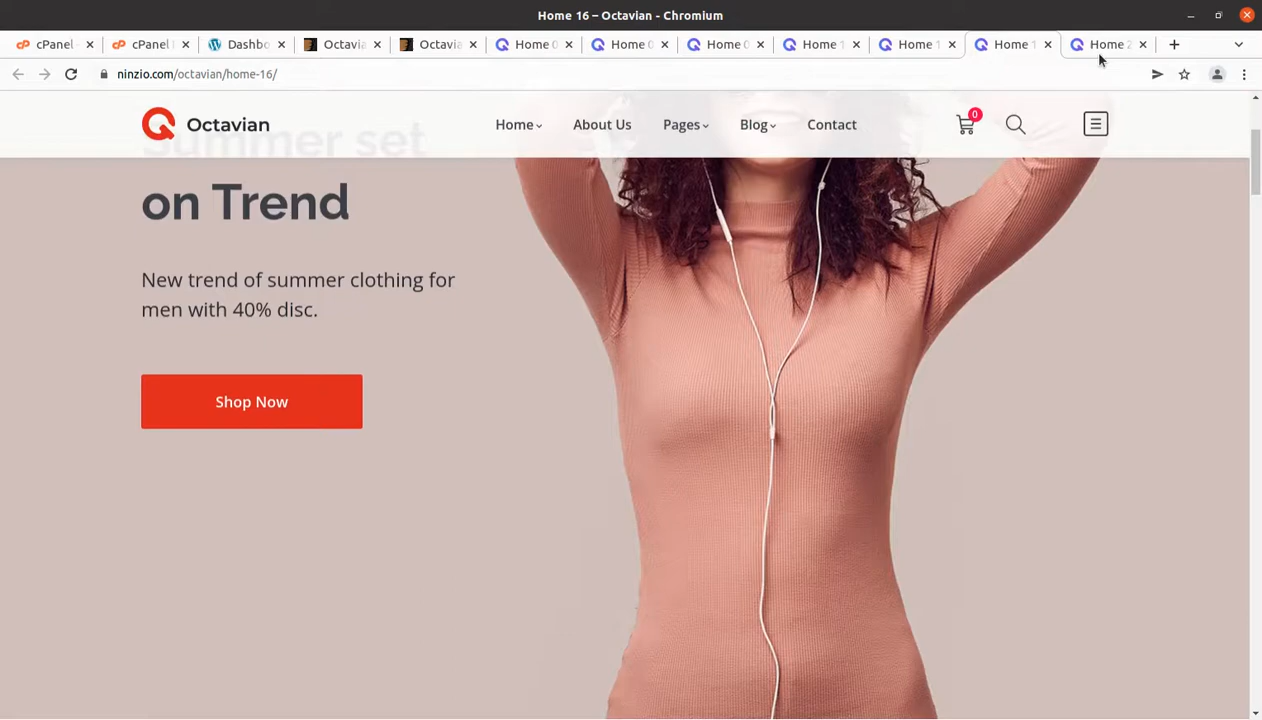 Home 16 – Octavian - Chromium
cPanel
cPanel
Dashbo
Octavia
Octavia
Home 0
Home 0
Home 0
Home 1
Home 1
Home 1
Home 2
ninzio.com/octavian/home-16/
Octavian
Home
About Us
Pages
Blog
Contact
0
Summer set
on Trend
New trend of summer clothing for
men with 40% disc.
Shop Now